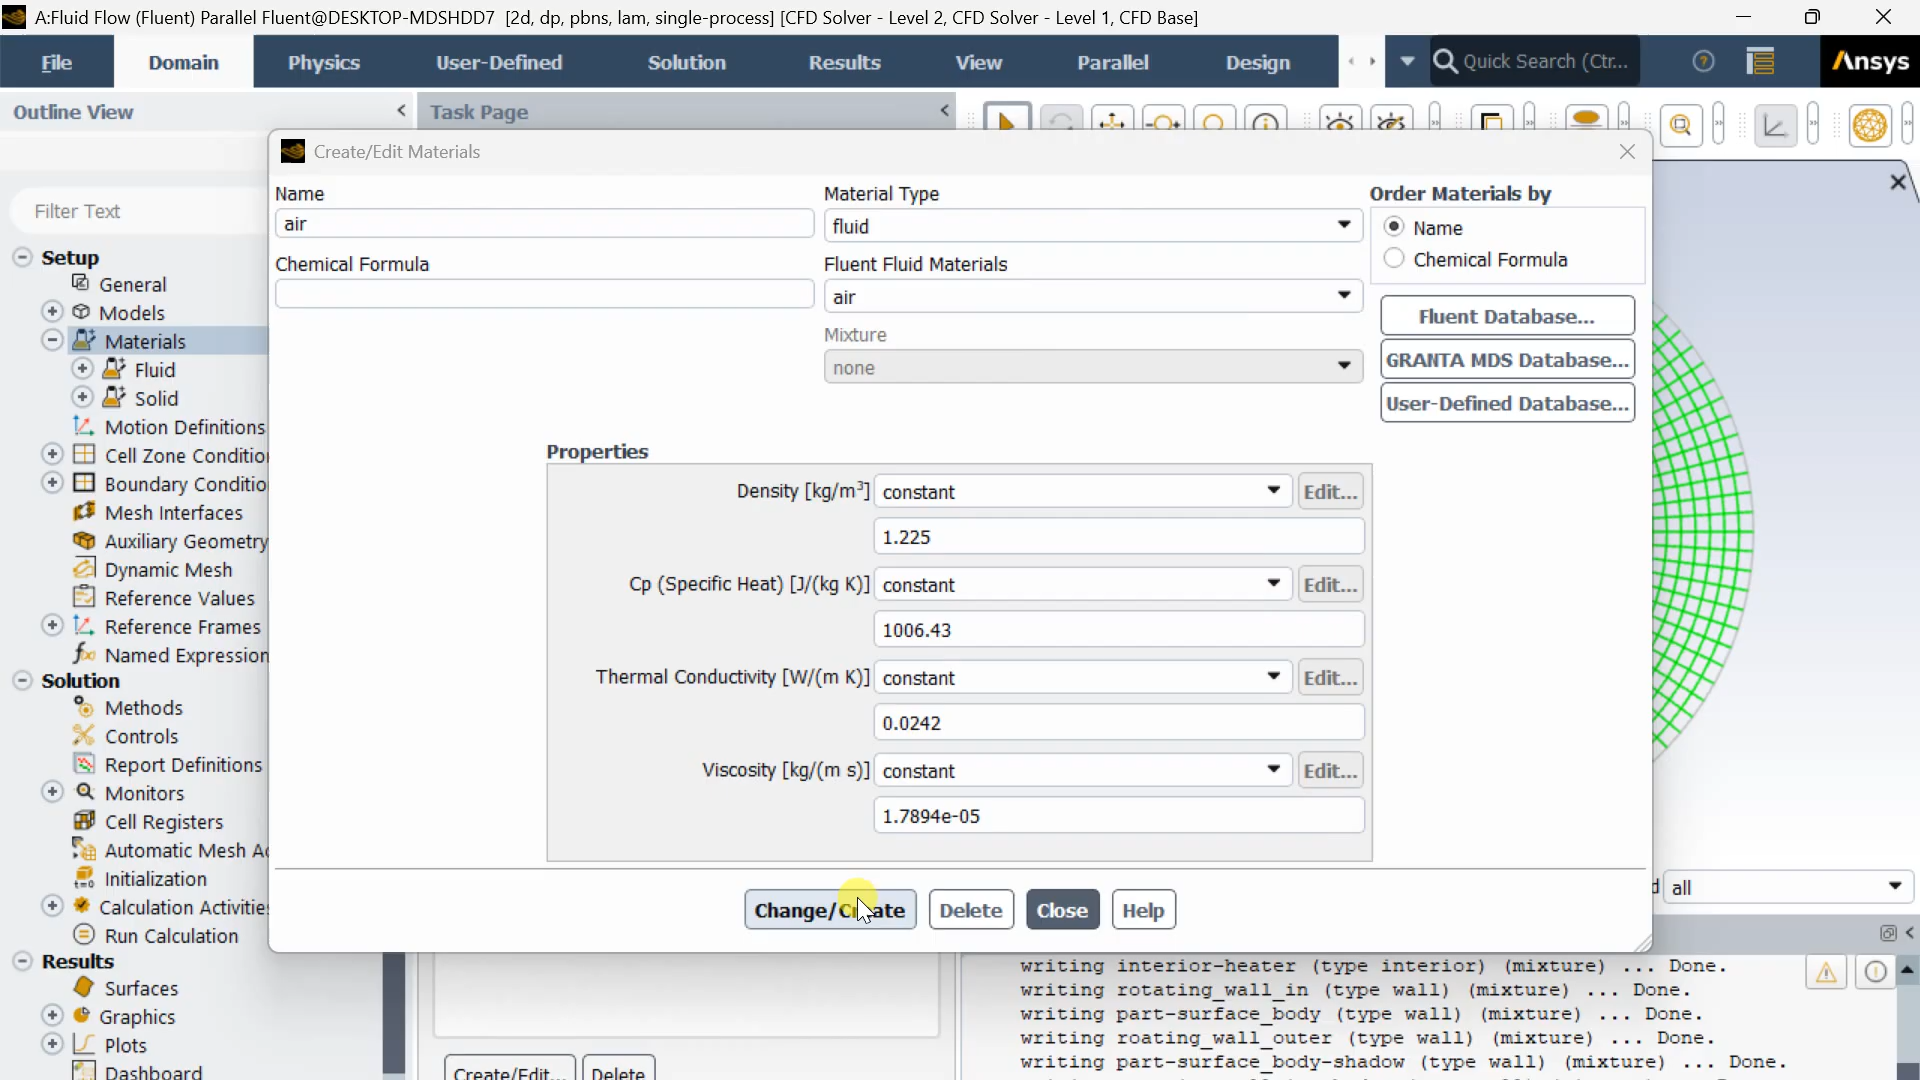 A:Fluid Flow (Fluent) Parallel Fluent@DESKTOP-MDSHDD7 [2d, dp, pbns, lam, single-process] [CFD Solver - Level 2, CFD Solver - Level 1, CFD Base]
File Domain Physics User-Defined Solution Results View Parallel Design Quick Search (Ctr... Ansys
Outline View
Task Page
Filter Text
Setup
General
Models
Materials
Fluid
Solid
Motion Definitions
Cell Zone Conditio
Boundary Conditio
Mesh Interfaces
Auxiliary Geometry
Dynamic Mesh
Reference Values
Reference Frames
Named Expression
Solution
Methods
Controls
Report Definitions
Monitors
Cell Registers
Automatic Mesh Ad
Initialization
Calculation Activities
Run Calculation
Results
Surfaces
Graphics
Plots
Dashboard
Create/Edit Materials
Name
air
Chemical Formula
Material Type
fluid
Fluent Fluid Materials
air
Mixture
none
Order Materials by
Name
Chemical Formula
Fluent Database...
GRANTA MDS Database...
User-Defined Database...
Properties
Density [kg/m³] constant Edit...
1.225
Cp (Specific Heat) [J/(kg K)] constant Edit...
1006.43
Thermal Conductivity [W/(m K)] constant Edit...
0.0242
Viscosity [kg/(m s)] constant Edit...
1.7894e-05
Change/Create Delete Close Help
all
Create/Edit... Delete
writing interior-heater (type interior) (mixture) ... Done.
writing rotating_wall_in (type wall) (mixture) ... Done.
writing part-surface_body (type wall) (mixture) ... Done.
writing roating_wall_outer (type wall) (mixture) ... Done.
writing part-surface_body-shadow (type wall) (mixture) ... Done.